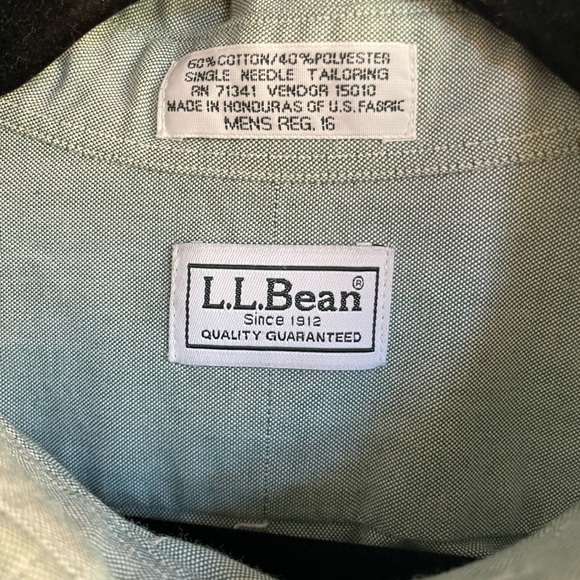 60% COTTON/40% POLYESTER
SINGLE NEEDLE TAILORING
RN 71341 VENDOR 15010
MADE IN HONDURAS OF U.S. FABRIC
MENS REG. 16
L.L.Bean®
Since 1912
QUALITY GUARANTEED